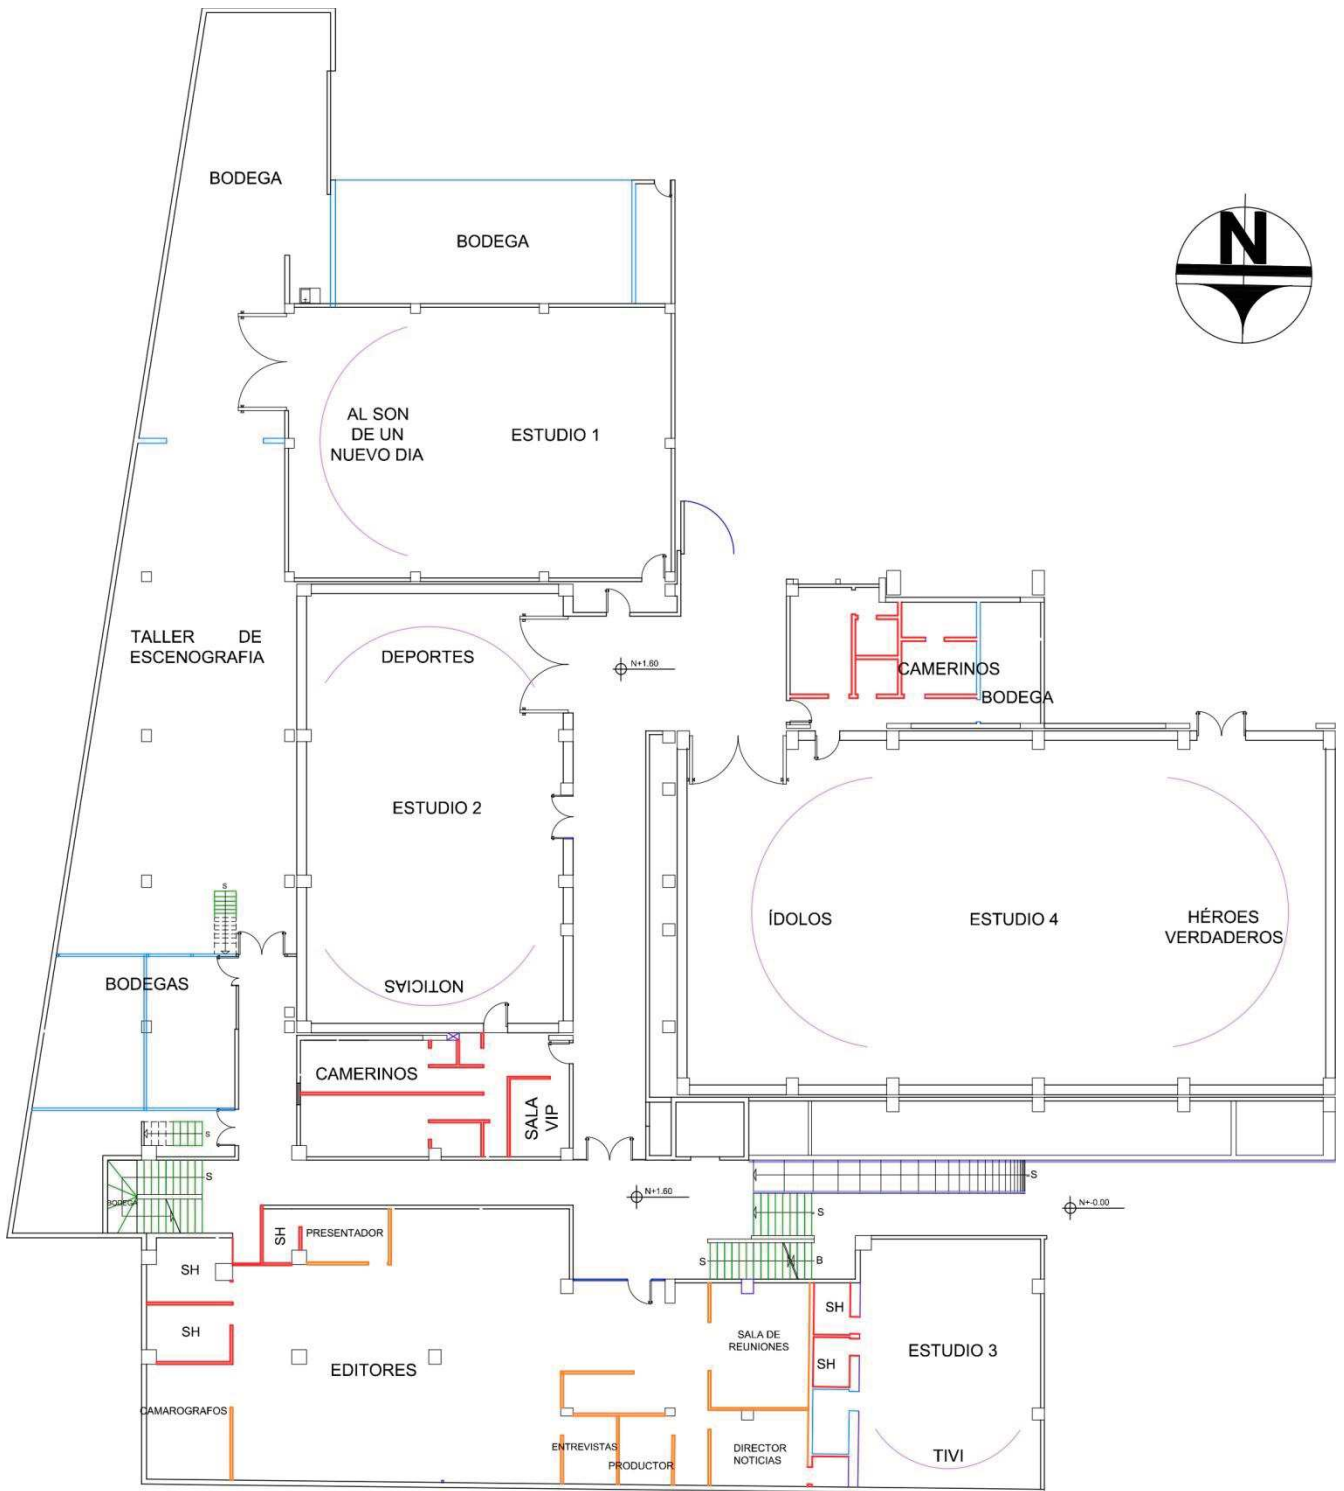 BODEGA
N
BODEGA
AL SON
DE UN
NUEVO DIA
ESTUDIO 1
TALLER DE
ESCENOGRAFIA
DEPORTES
N+1.60
CAMERINOS
BODEGA
ESTUDIO 2
S
ÍDOLOS
ESTUDIO 4
HÉROES
VERDADEROS
BODEGAS
NOTICIAS
CAMERINOS
SALA
VIP
S
S
BODEGA
N+1.60
S
N+-0.00
S
SH
PRESENTADOR
S
B
SH
SH
SH
SALA DE
REUNIONES
SH
ESTUDIO 3
EDITORES
CAMAROGRAFOS
ENTREVISTAS
PRODUCTOR
DIRECTOR
NOTICIAS
TIVI